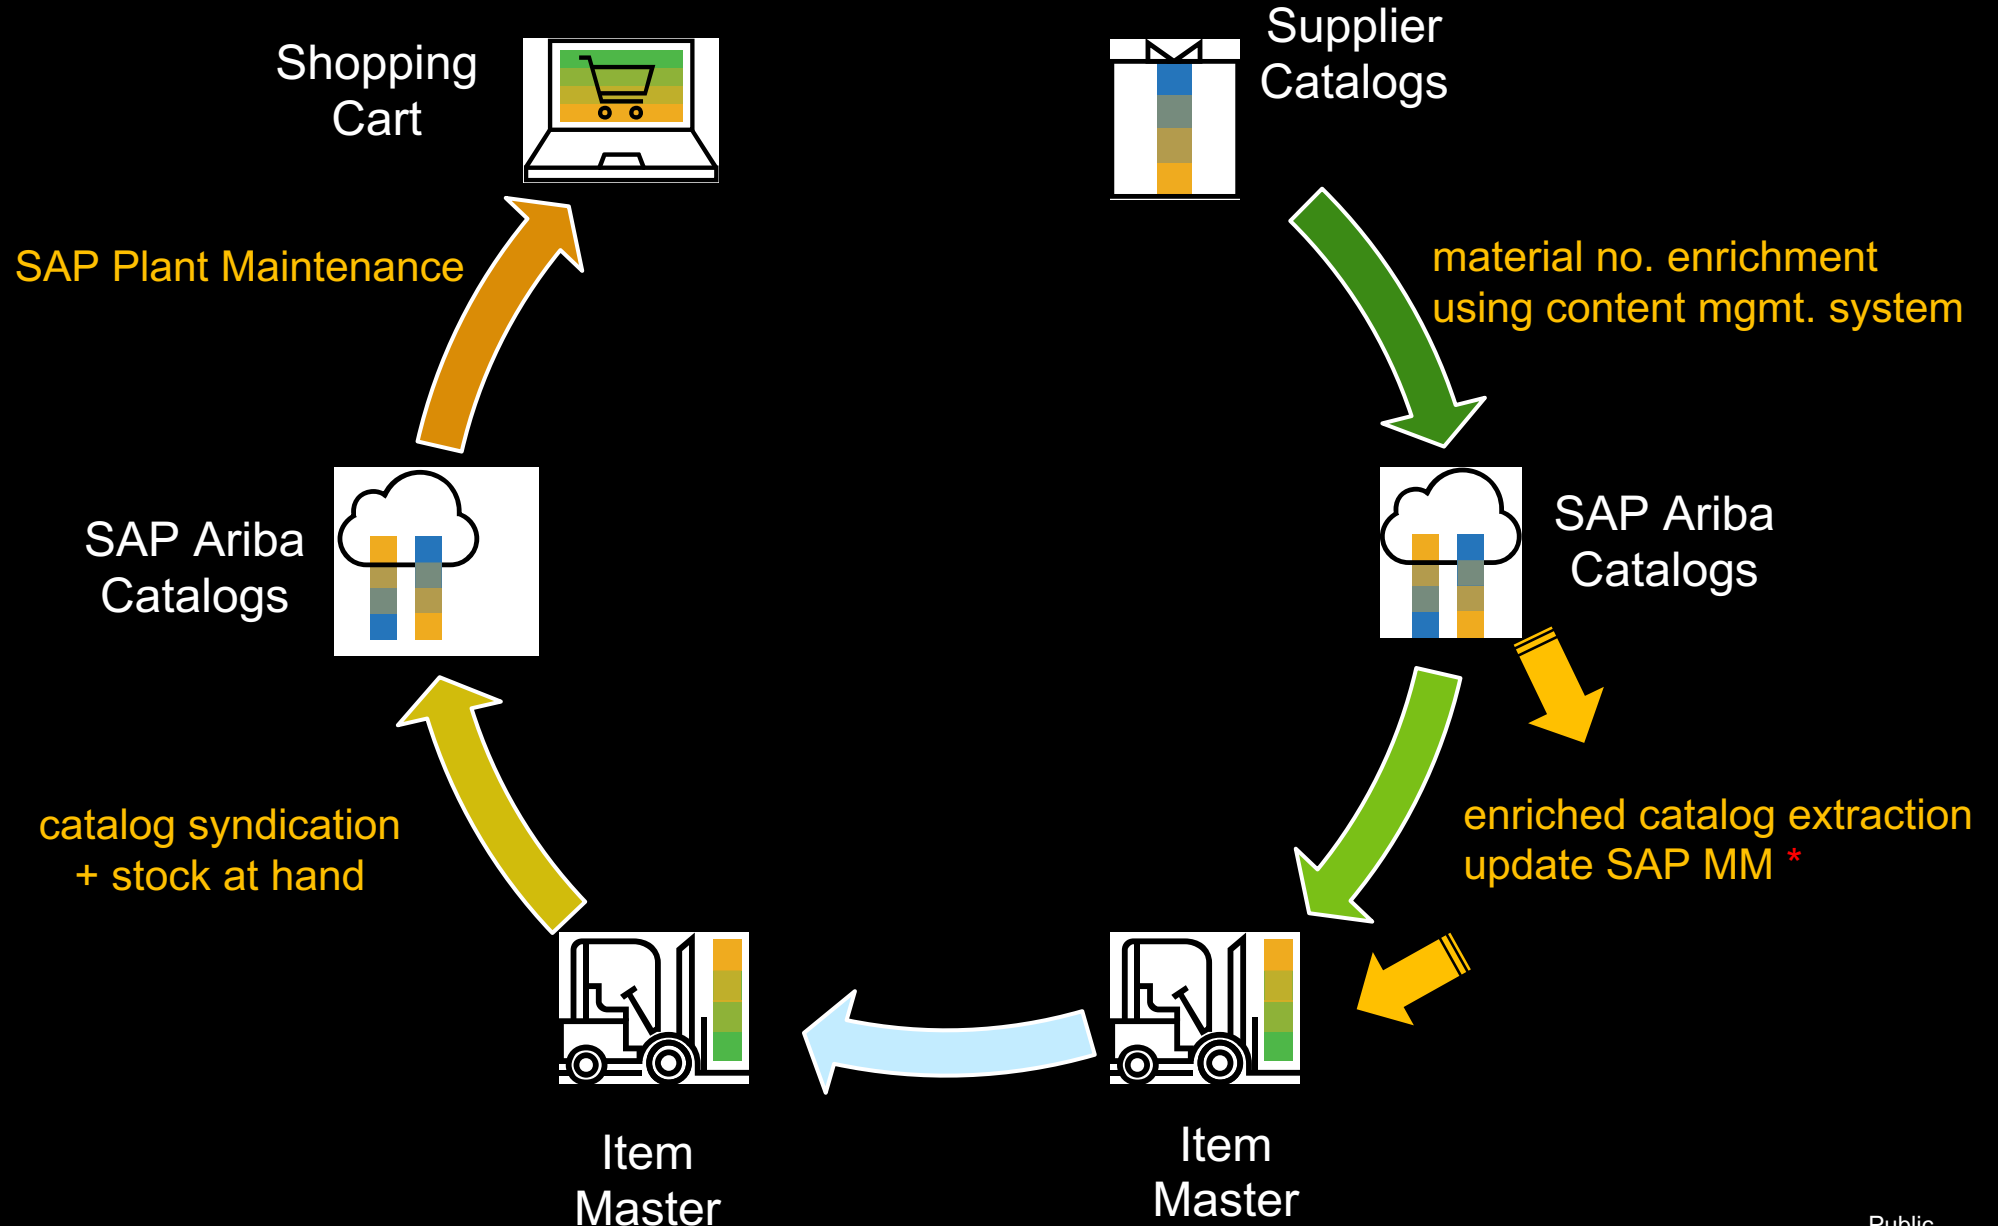 Shopping
Cart
Supplier
Catalogs
SAP Plant Maintenance
material no. enrichment
using content mgmt. system
SAP Ariba
Catalogs
SAP Ariba
Catalogs
catalog syndication
+ stock at hand
enriched catalog extraction
update SAP MM *
Item
Master
Item
Master
Public